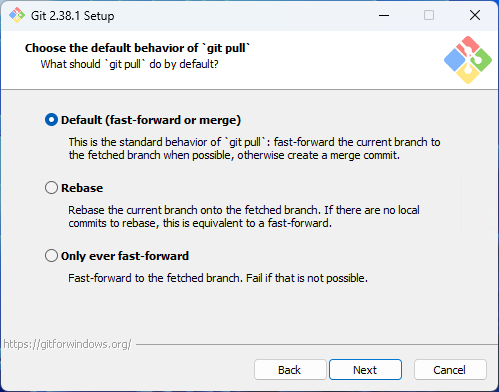 Git 2.38.1 Setup
Choose the default behavior of `git pull`
What should `git pull` do by default?
Default (fast-forward or merge)
This is the standard behavior of `git pull`: fast-forward the current branch to
the fetched branch when possible, otherwise create a merge commit.
Rebase
Rebase the current branch onto the fetched branch. If there are no local
commits to rebase, this is equivalent to a fast-forward.
Only ever fast-forward
Fast-forward to the fetched branch. Fail if that is not possible.
https://gitforwindows.org/
Back
Next
Cancel